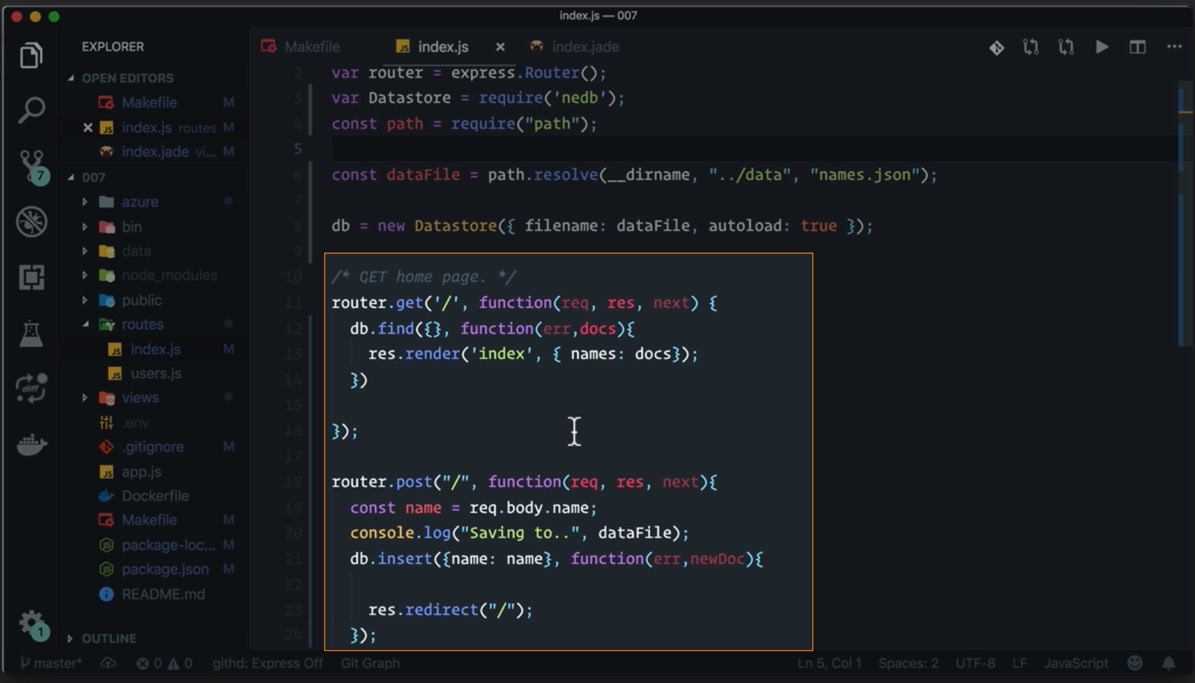 index.js — 007
EXPLORER
OPEN EDITORS
Makefile M
index.js routes M
index.jade vi... M
007
azure
bin
data
node_modules
public
routes
index.js M
users.js
views
.env
.gitignore M
app.js
Dockerfile
Makefile M
package-loc... M
package.json M
README.md
OUTLINE
7
1
Makefile index.js index.jade
2 var router = express.Router();
3 var Datastore = require('nedb');
4 const path = require("path");
5
6 const dataFile = path.resolve(__dirname, "../data", "names.json");
7
8 db = new Datastore({ filename: dataFile, autoload: true });
9
10 /* GET home page. */
11 router.get('/', function(req, res, next) {
12 db.find({}, function(err,docs){
13 res.render('index', { names: docs});
14 })
15
16 });
17
18 router.post("/", function(req, res, next){
19 const name = req.body.name;
20 console.log("Saving to..", dataFile);
21 db.insert({name: name}, function(err,newDoc){
22
23 res.redirect("/");
24 });
master* 0 0 githd: Express Off Git Graph Ln 5, Col 1 Spaces: 2 UTF-8 LF JavaScript